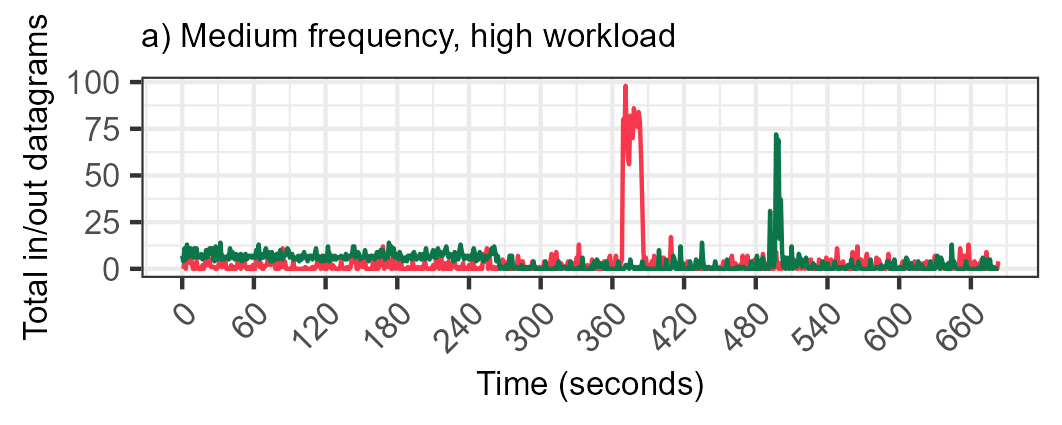 a) Medium frequency, high workload
Total in/out datagrams
100
75
50
25
0
0 60 120 180 240 300 360 420 480 540 600 660
Time (seconds)